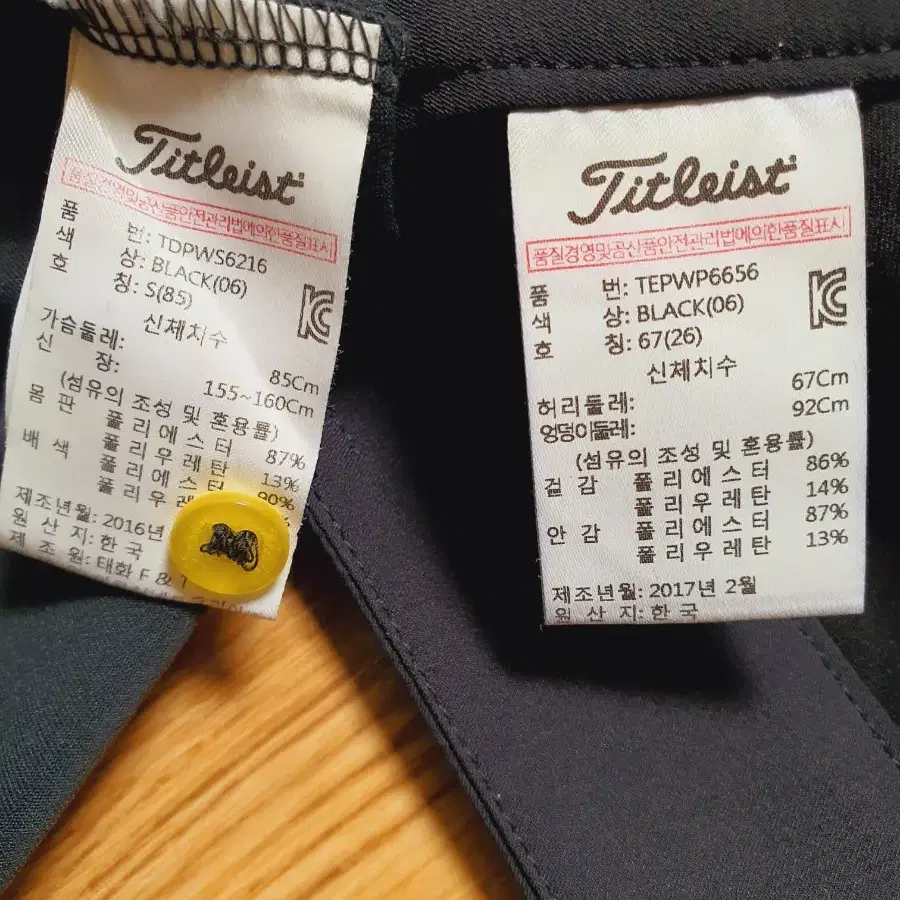 Titleist
품질경영및공산품안전관리법에의한품질표시
품 번: TDPWS6216
색 상: BLACK(06)
호 칭: S(85)
신체치수
가슴둘레: 85Cm
신 장: 155~160Cm
(섬유의 조성 및 혼용률)
몸 판 폴리에스터 87%
폴리우레탄 13%
배 색 폴리에스터 90%
폴리우레
제조년월: 2016년
원 산 지: 한 국
제 조 원: 태화 F &
Titleist
품질경영및공산품안전관리법에의한품질표시
품 번: TEPWP6656
색 상: BLACK(06)
호 칭: 67(26)
신체치수
허리둘레: 67Cm
엉덩이둘레: 92Cm
(섬유의 조성 및 혼용률)
겉 감 폴리에스터 86%
폴리우레탄 14%
안 감 폴리에스터 87%
폴리우레탄 13%
제조년월: 2017년 2월
원 산 지: 한 국